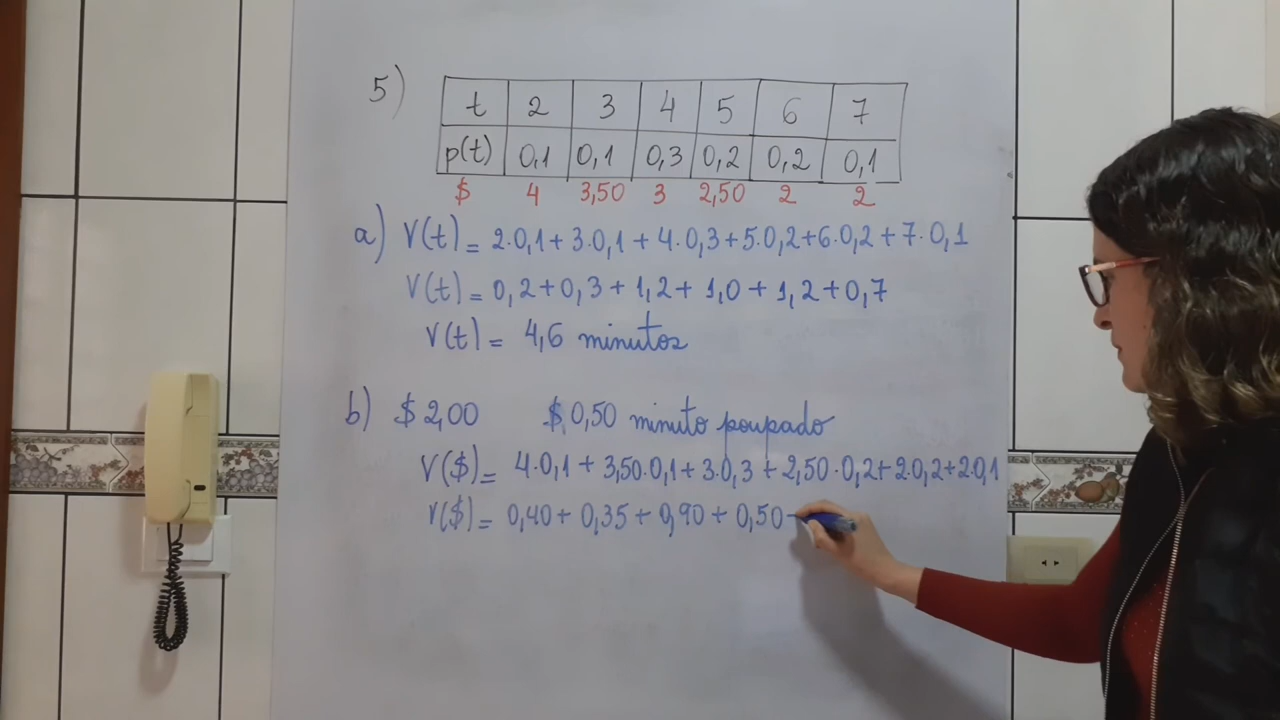 5)
t 2 3 4 5 6 7
p(t) 0,1 0,1 0,3 0,2 0,2 0,1
$ 4 3,50 3 2,50 2 2
a) V(t) = 2·0,1 + 3·0,1 + 4·0,3 + 5·0,2 + 6·0,2 + 7·0,1
V(t) = 0,2 + 0,3 + 1,2 + 1,0 + 1,2 + 0,7
V(t) = 4,6 minutos
b) $ 2,00 $ 0,50 minuto poupado
V($) = 4·0,1 + 3,50·0,1 + 3·0,3 + 2,50·0,2 + 2·0,2 + 2·0,1
V($) = 0,40 + 0,35 + 0,90 + 0,50 -